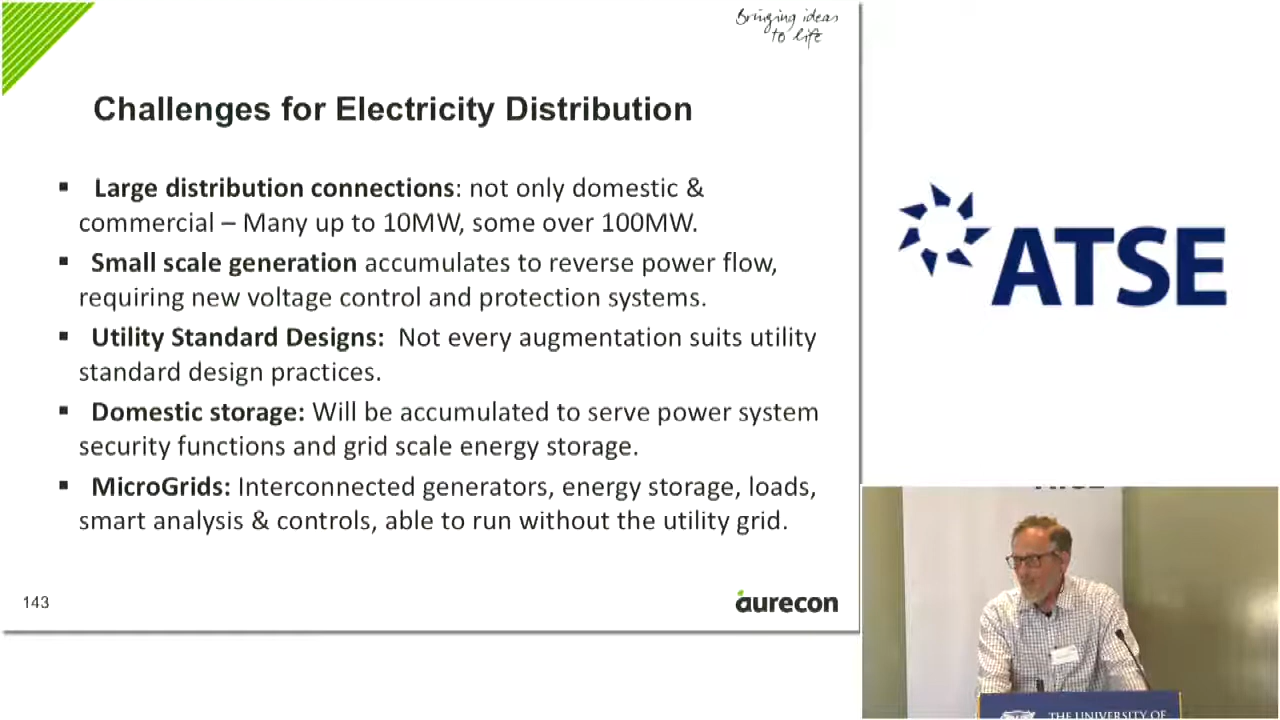 Bringing ideas
to life
Challenges for Electricity Distribution
▪ Large distribution connections: not only domestic &
commercial – Many up to 10MW, some over 100MW.
▪ Small scale generation accumulates to reverse power flow,
requiring new voltage control and protection systems.
▪ Utility Standard Designs: Not every augmentation suits utility
standard design practices.
▪ Domestic storage: Will be accumulated to serve power system
security functions and grid scale energy storage.
▪ MicroGrids: Interconnected generators, energy storage, loads,
smart analysis & controls, able to run without the utility grid.
143
aurecon
ATSE
THE UNIVERSITY OF